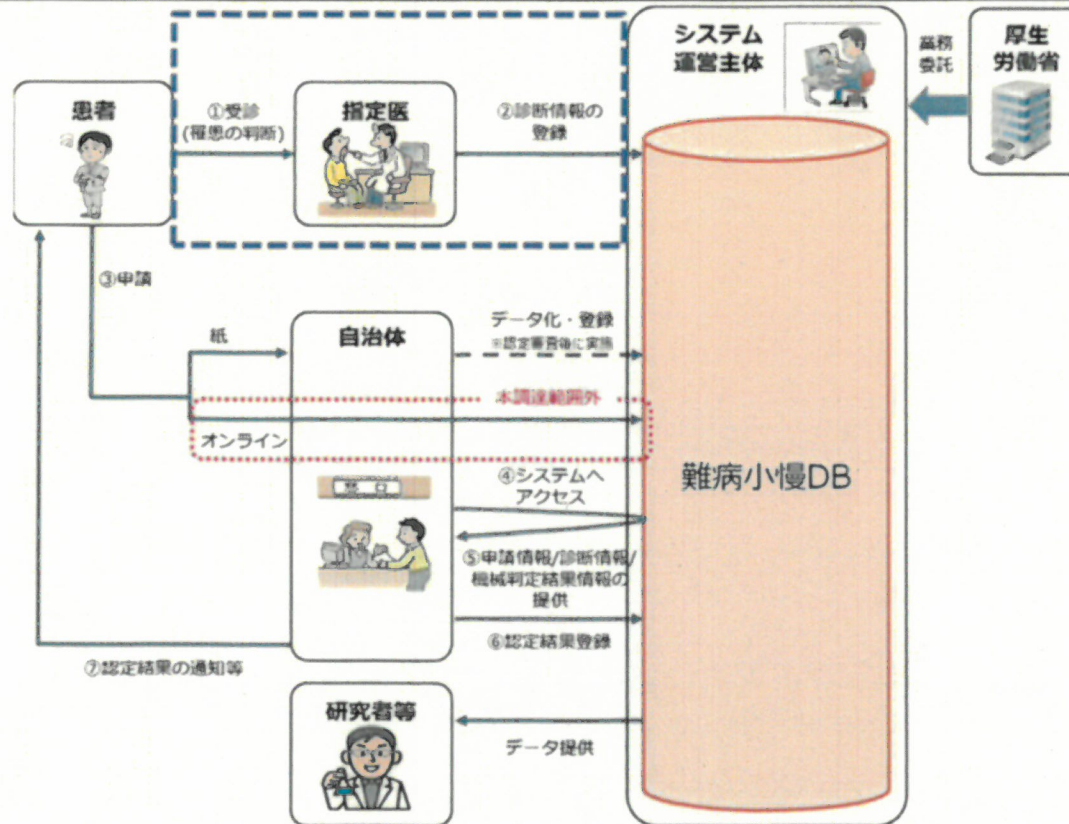 システム
運営主体
業務
委託
厚生
労働省
患者
①受診
(罹患の判断)
指定医
②診断情報の
登録
③申請
紙
自治体
データ化・登録
※認定審査後に実施
本調達範囲外
オンライン
窓口
④システムへ
アクセス
難病小慢DB
⑤申請情報/診断情報/
機械判定結果情報の
提供
⑥認定結果登録
⑦認定結果の通知等
研究者等
データ提供